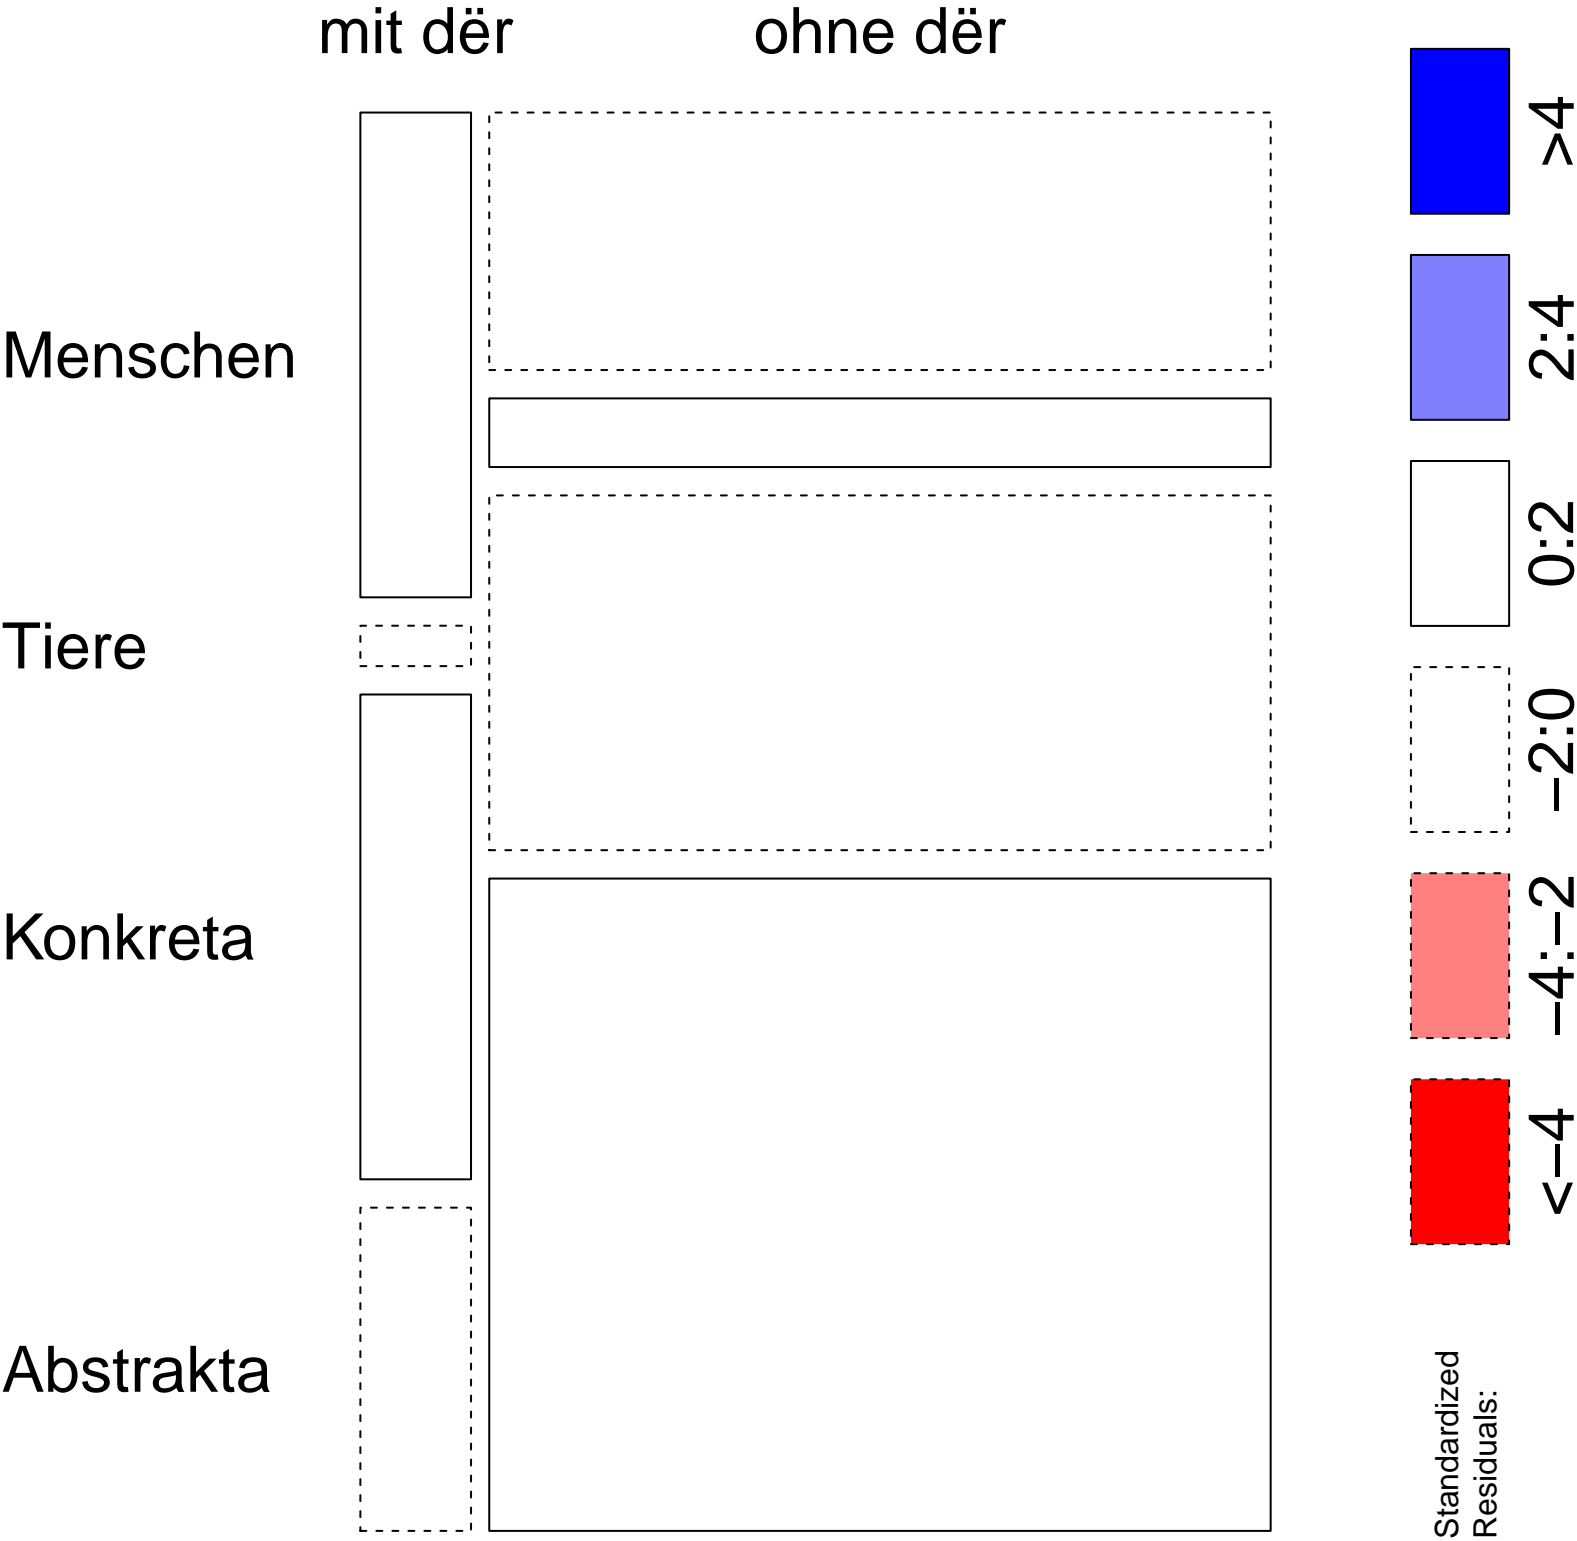 mit dër ohne dër
Menschen
Tiere
Konkreta
Abstrakta
>4
2:4
0:2
−2:0
−4:−2
<−4
Standardized
Residuals: